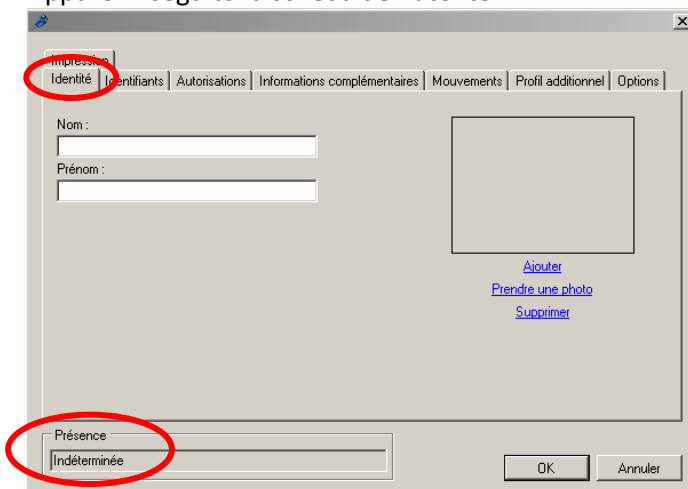 Impression
Identité Identifiants Autorisations Informations complémentaires Mouvements Profil additionnel Options
Nom :
Prénom :
Ajouter
Prendre une photo
Supprimer
Présence
Indéterminée
OK Annuler